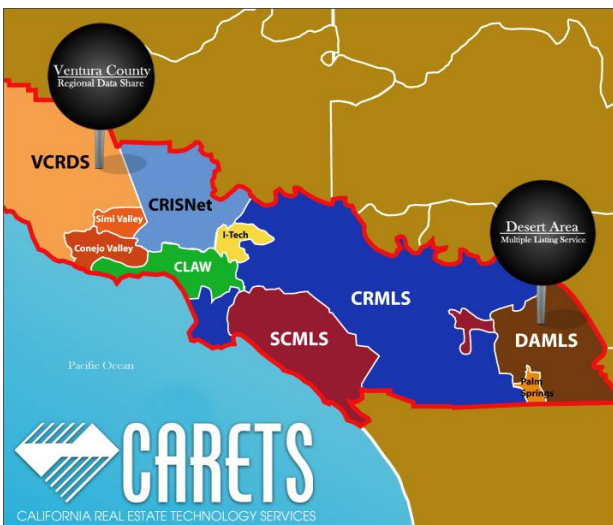 Ventura County
Regional Data Share
VCRDS
CRISNet
Simi Valley
Conejo Valley
I-Tech
CLAW
Desert Area
Multiple Listing Service
CRMLS
SCMLS
DAMLS
Palm
Springs
Pacific Ocean
CARETS
CALIFORNIA REAL ESTATE TECHNOLOGY SERVICES